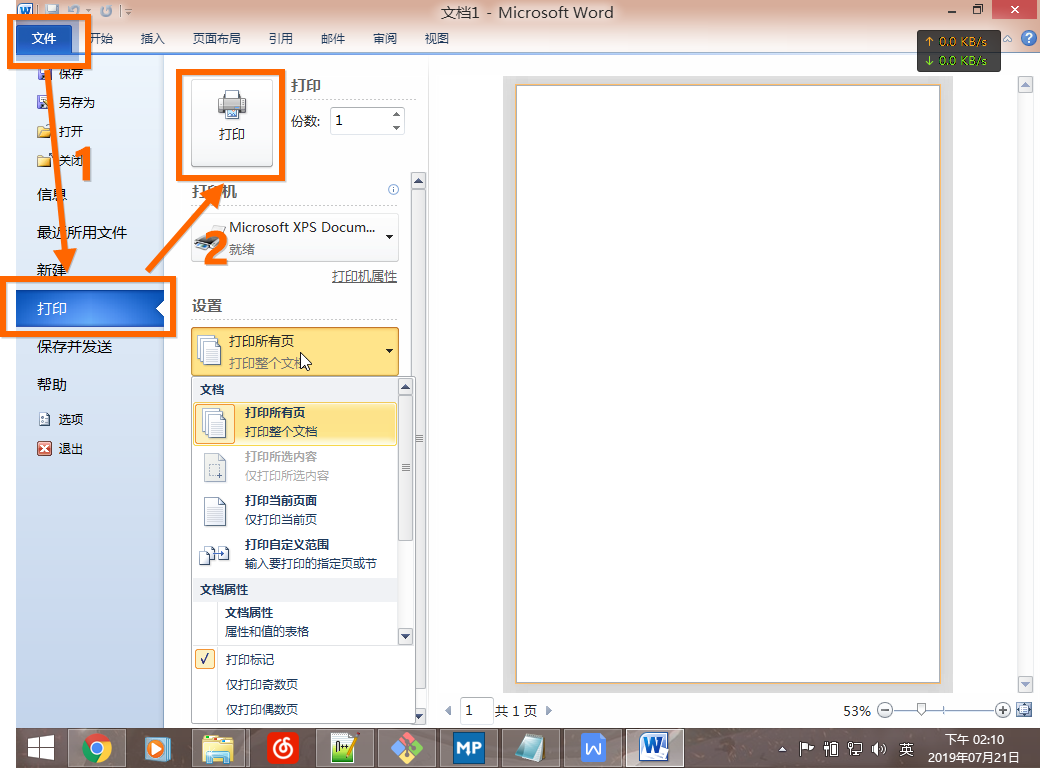 文档1 - Microsoft Word
文件
开始
插入
页面布局
引用
邮件
审阅
视图
↑ 0.0 KB/s
↓ 0.0 KB/s
保存
另存为
打开
关闭
1
信息
最近所用文件
新建
打印
保存并发送
帮助
选项
退出
打印
打印
份数: 1
打印机
Microsoft XPS Docum...
就绪
2
打印机属性
设置
打印所有页
打印整个文档
文档
打印所有页
打印整个文档
打印所选内容
仅打印所选内容
打印当前页面
仅打印当前页
打印自定义范围
输入要打印的指定页或节
文档属性
文档属性
属性和值的表格
打印标记
仅打印奇数页
仅打印偶数页
1 共 1 页
53%
n++
MP
W
W
英
下午 02:10
2019年07月21日